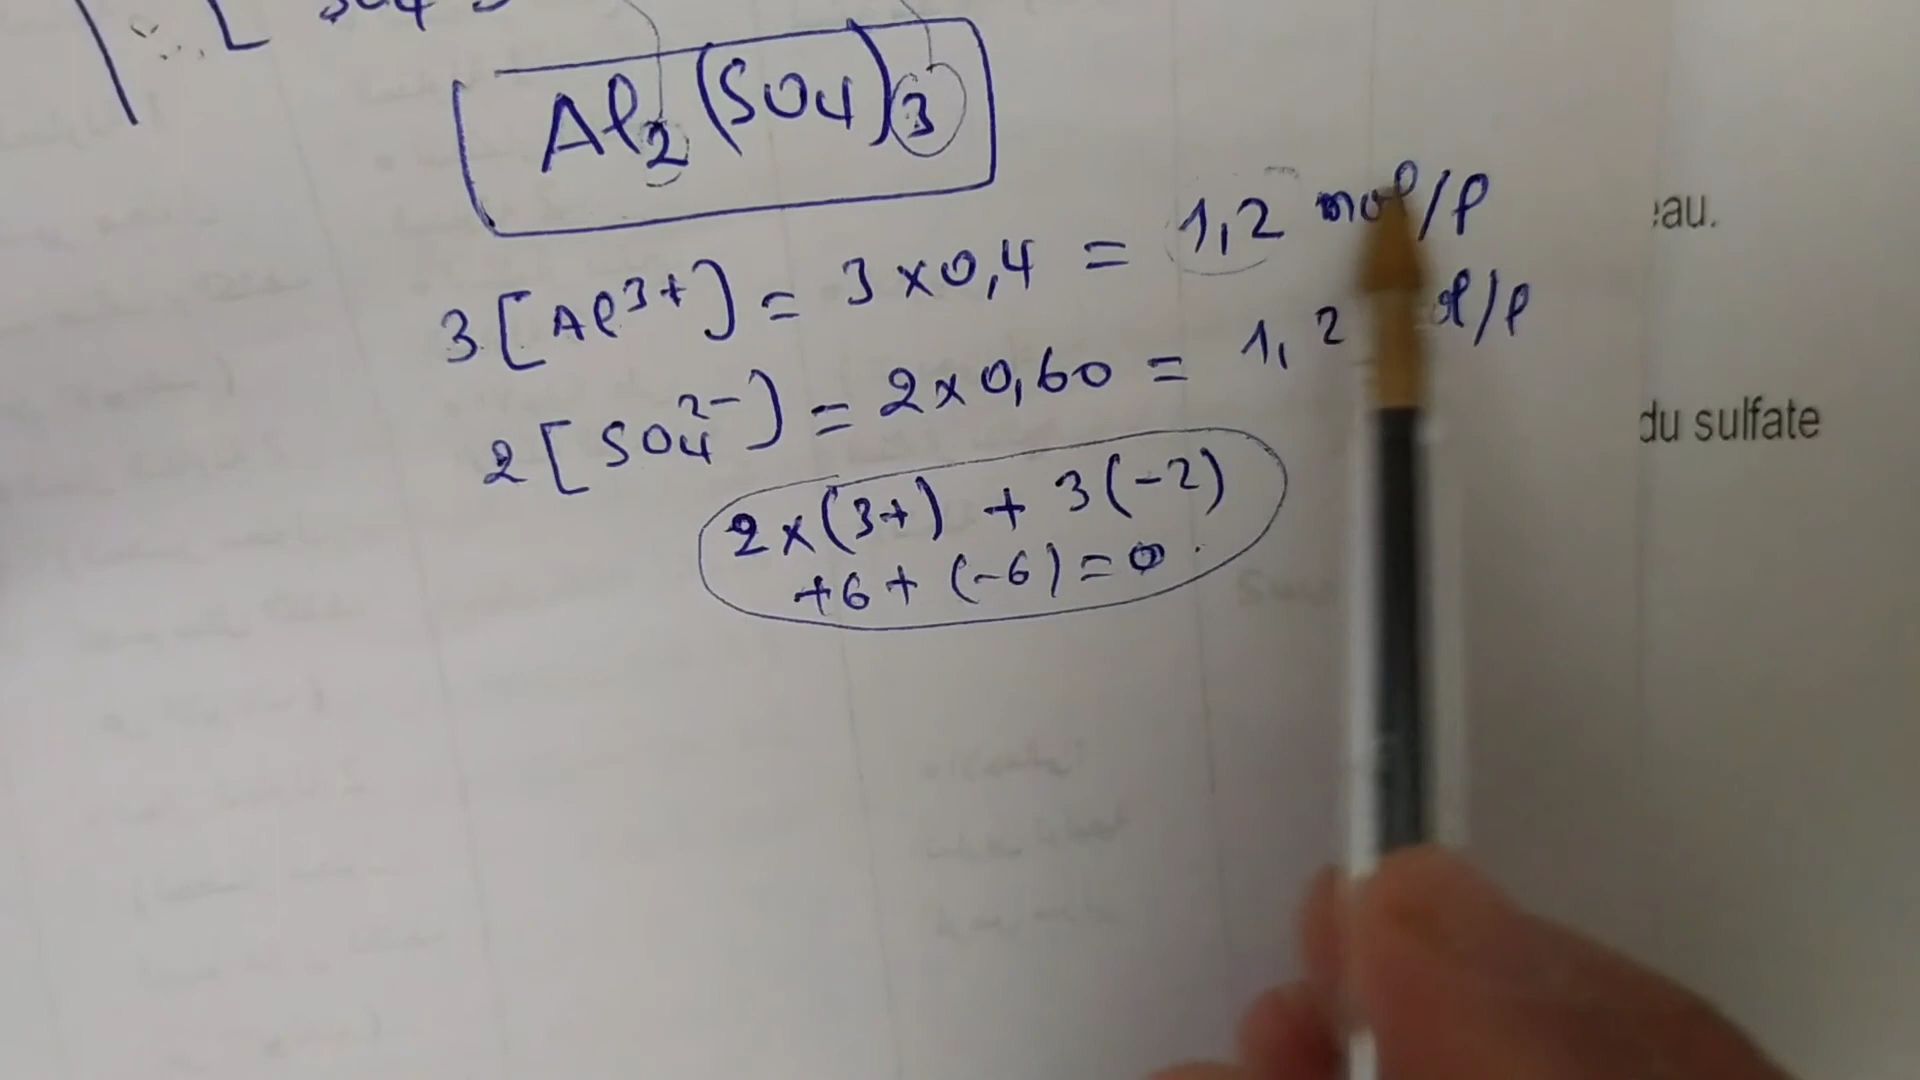 Al2(SO4)3
3[Al3+] = 3×0,4 = 1,2 mol/l
eau.
2[SO4 2-] = 2×0,60 = 1,2
du sulfate
2×(3+) + 3(-2)
+6+(-6)=0